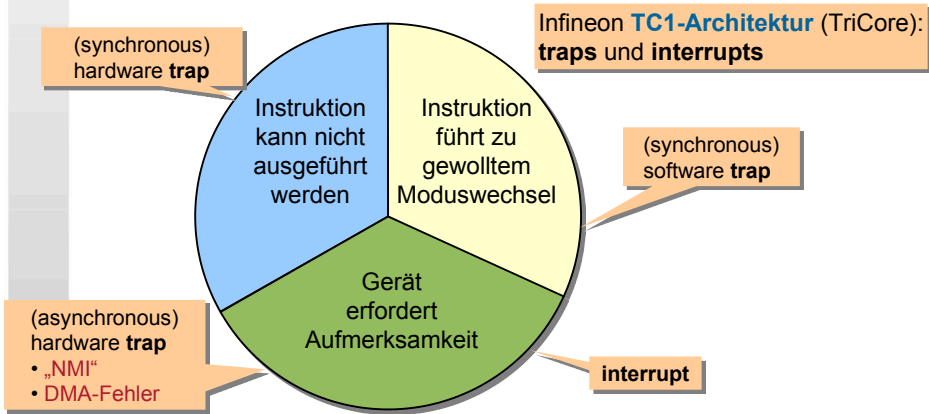 Infineon TC1-Architektur (TriCore):
traps und interrupts
(synchronous)
hardware trap
Instruktion
kann nicht
ausgeführt
werden
Instruktion
führt zu
gewolltem
Moduswechsel
(synchronous)
software trap
Gerät
erfordert
Aufmerksamkeit
(asynchronous)
hardware trap
• „NMI“
• DMA-Fehler
interrupt